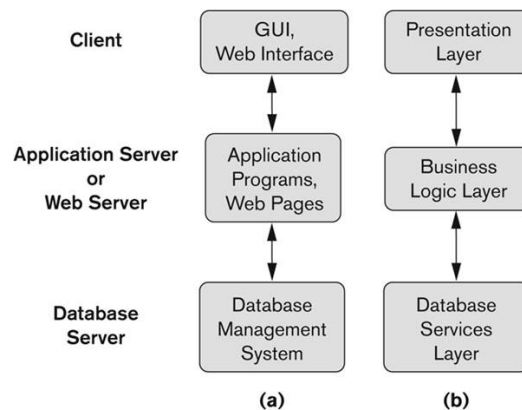 Client
GUI,
Web Interface
Presentation
Layer
Application Server
or
Web Server
Application
Programs,
Web Pages
Business
Logic Layer
Database
Server
Database
Management
System
Database
Services
Layer
(a)
(b)